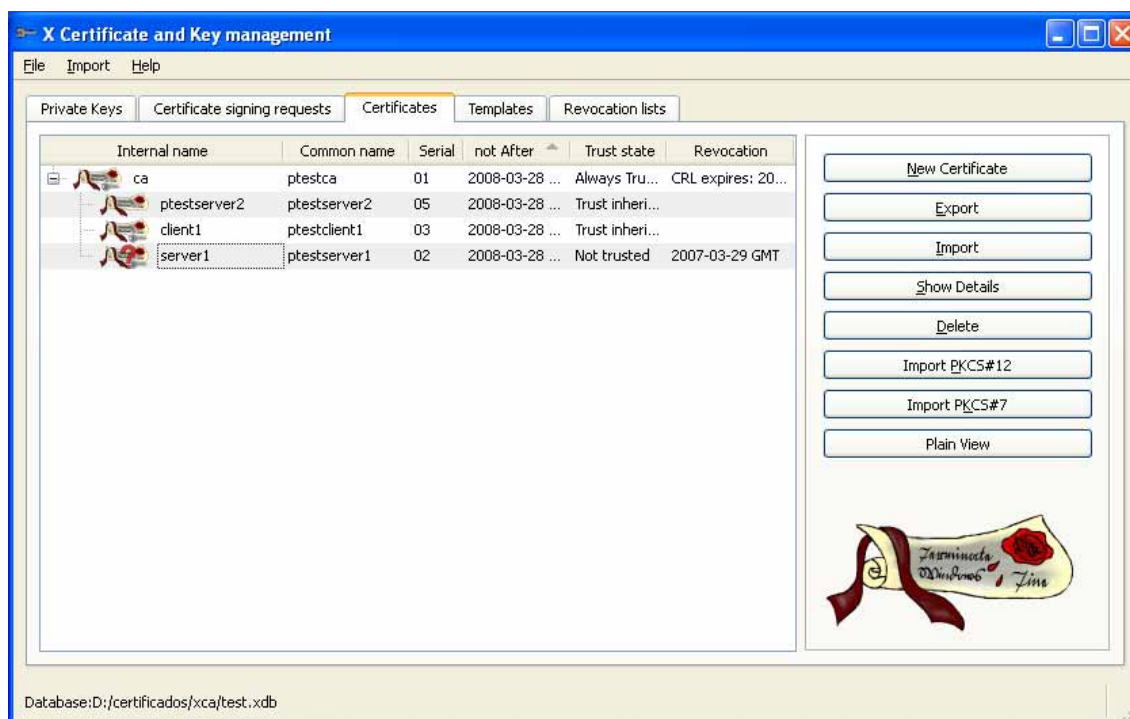 X Certificate and Key management
File Import Help
Private Keys Certificate signing requests Certificates Templates Revocation lists
Internal name Common name Serial not After Trust state Revocation
ca ptestca 01 2008-03-28 ... Always Tru... CRL expires: 20...
ptestserver2 ptestserver2 05 2008-03-28 ... Trust inheri...
client1 ptestclient1 03 2008-03-28 ... Trust inheri...
server1 ptestserver1 02 2008-03-28 ... Not trusted 2007-03-29 GMT
New Certificate
Export
Import
Show Details
Delete
Import PKCS#12
Import PKCS#7
Plain View
Database:D:/certificados/xca/test.xdb